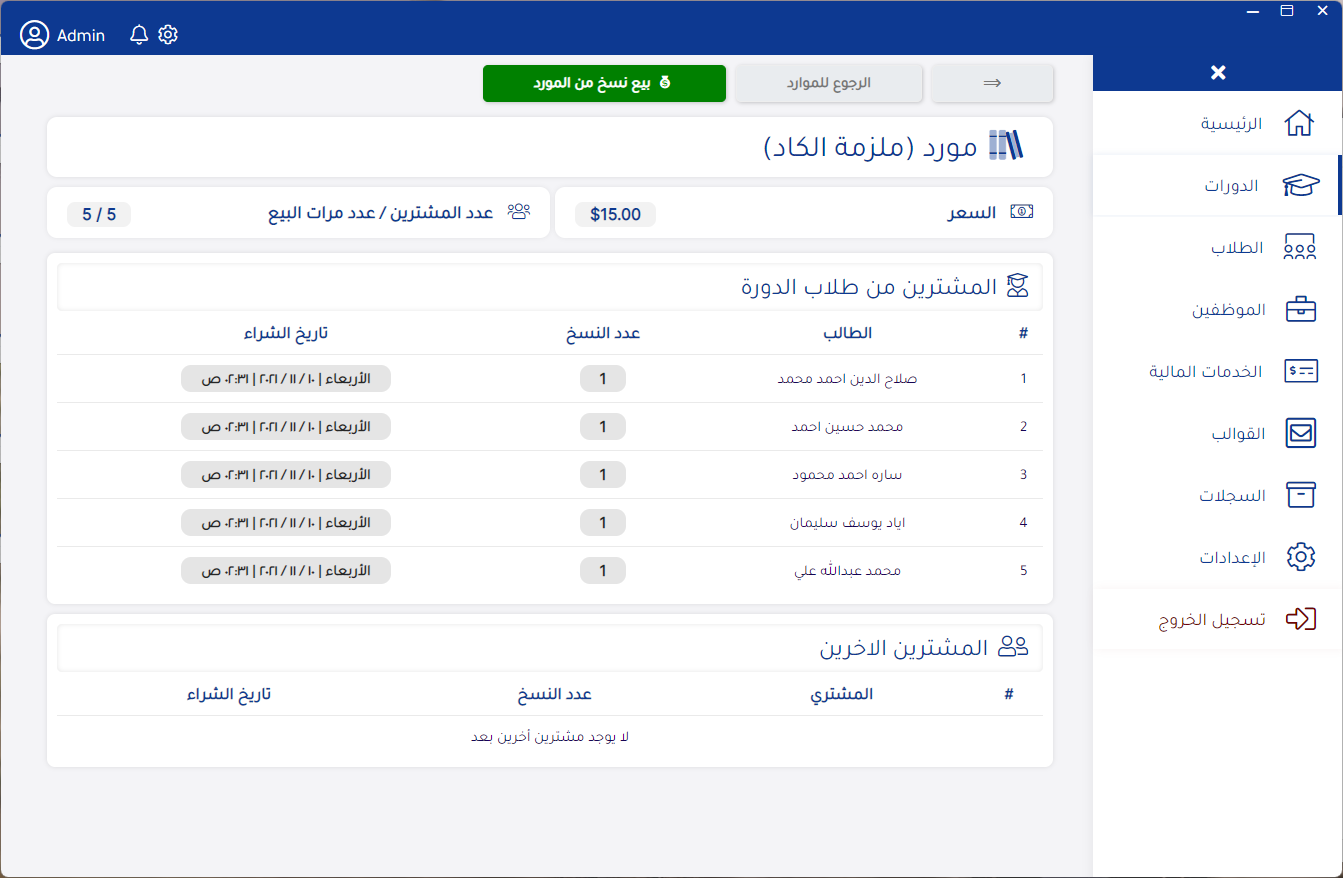 Admin
⇒
الرجوع للموارد
بيع نسخ من المورد
الرئيسية
الدورات
الطلاب
الموظفين
الخدمات المالية
القوالب
السجلات
الإعدادات
تسجيل الخروج
مورد (ملزمة الكاد)
السعر $15.00
عدد المشترين / عدد مرات البيع 5 / 5
المشترين من طلاب الدورة
# الطالب عدد النسخ تاريخ الشراء
1 صلاح الدين احمد محمد 1 الأربعاء | ١٠ / ١١ / ٢٠٢١ | ٠٢:٣١ ص
2 محمد حسين احمد 1 الأربعاء | ١٠ / ١١ / ٢٠٢١ | ٠٢:٣١ ص
3 ساره احمد محمود 1 الأربعاء | ١٠ / ١١ / ٢٠٢١ | ٠٢:٣١ ص
4 اياد يوسف سليمان 1 الأربعاء | ١٠ / ١١ / ٢٠٢١ | ٠٢:٣١ ص
5 محمد عبدالله علي 1 الأربعاء | ١٠ / ١١ / ٢٠٢١ | ٠٢:٣١ ص
المشترين الاخرين
# المشتري عدد النسخ تاريخ الشراء
لا يوجد مشترين أخرين بعد